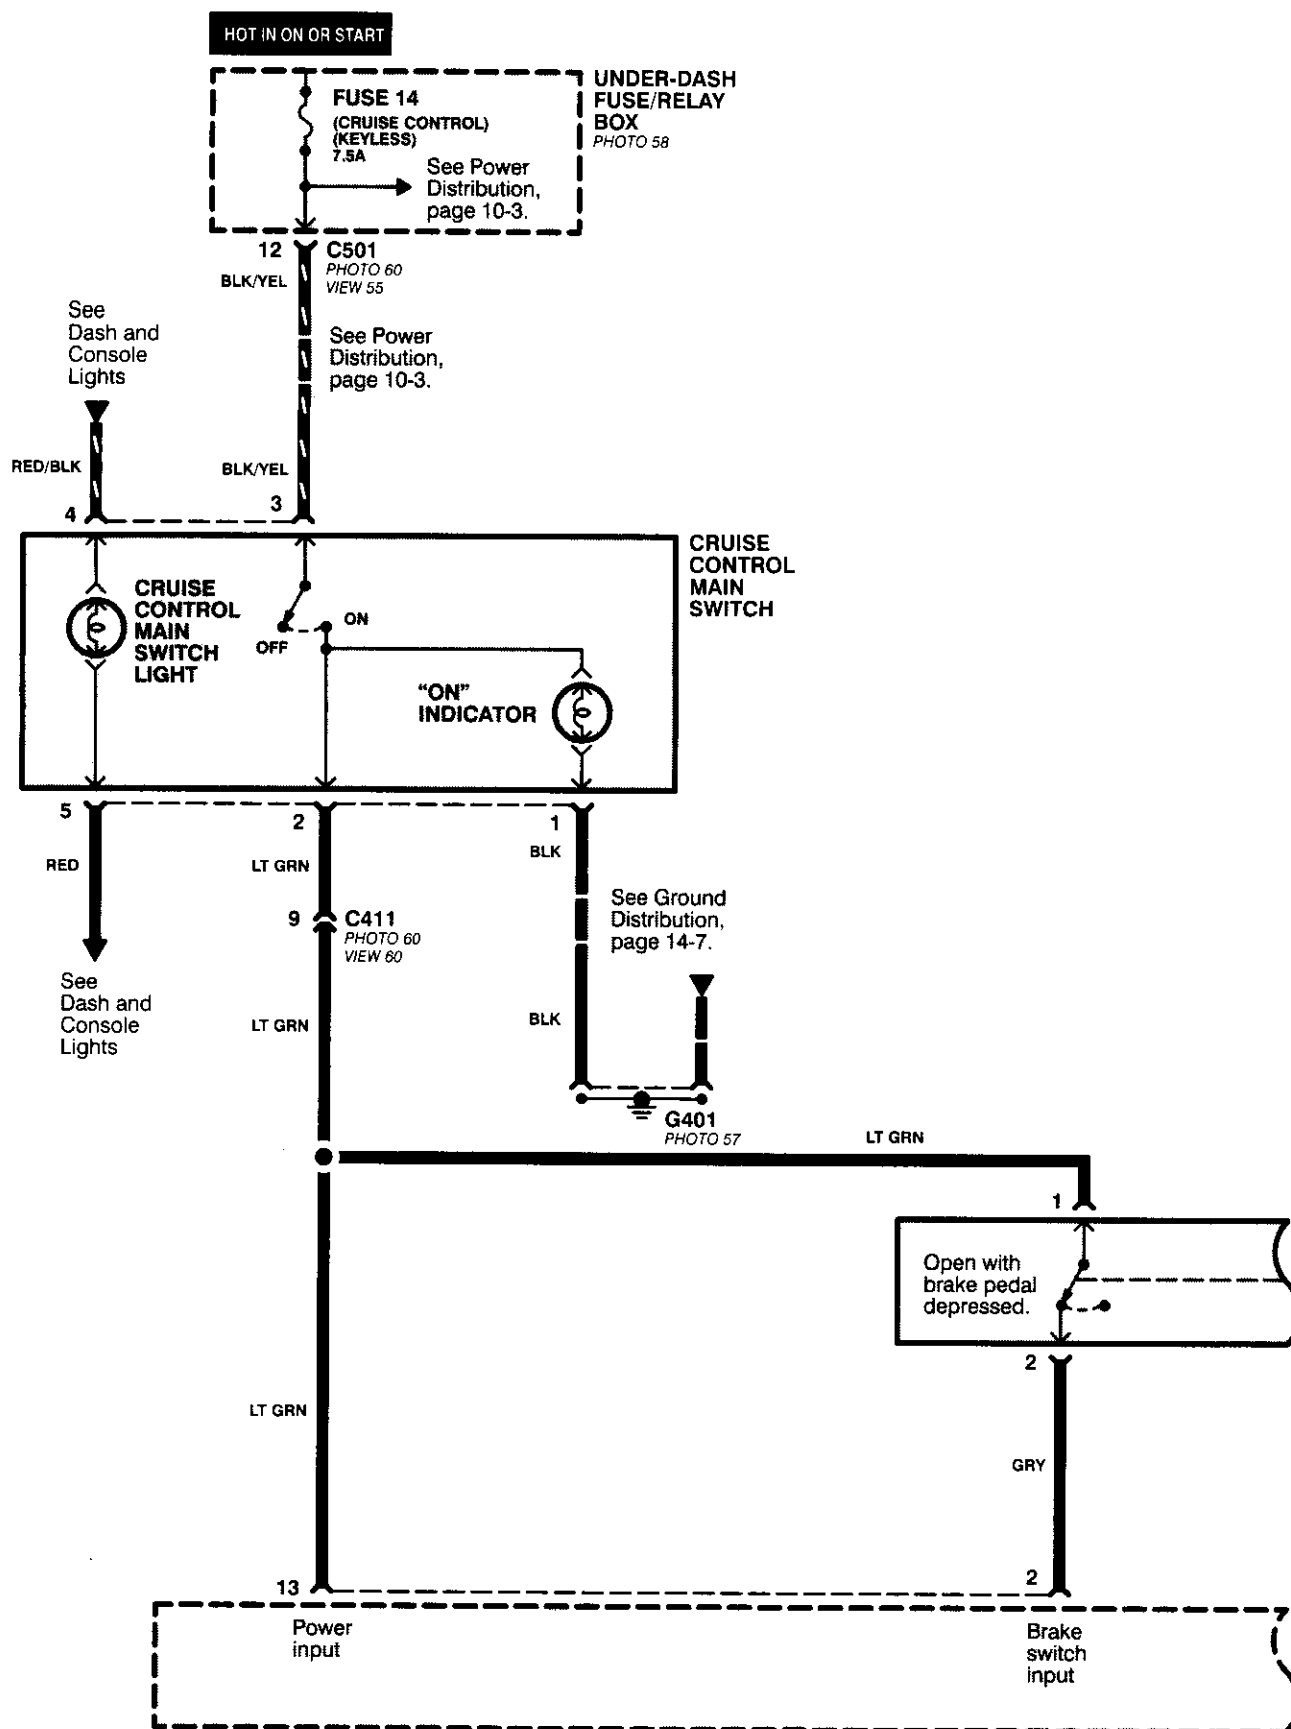 HOT IN ON OR START
UNDER-DASH
FUSE/RELAY
BOX
PHOTO 58
FUSE 14
(CRUISE CONTROL)
(KEYLESS)
7.5A
See Power
Distribution,
page 10-3.
12
C501
PHOTO 60
VIEW 55
BLK/YEL
See
Dash and
Console
Lights
See Power
Distribution,
page 10-3.
RED/BLK
BLK/YEL
4
3
CRUISE
CONTROL
MAIN
SWITCH
CRUISE
CONTROL
MAIN
SWITCH
LIGHT
ON
OFF
"ON"
INDICATOR
5
2
1
RED
LT GRN
BLK
See Ground
Distribution,
page 14-7.
9
C411
PHOTO 60
VIEW 60
See
Dash and
Console
Lights
LT GRN
BLK
G401
PHOTO 57
LT GRN
1
Open with
brake pedal
depressed.
2
LT GRN
GRY
13
2
Power
input
Brake
switch
input